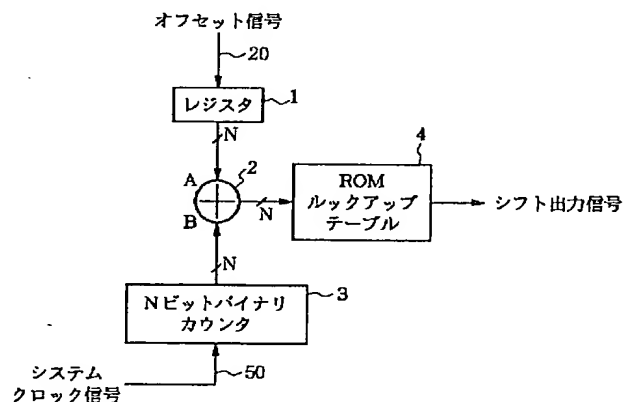 オフセット信号
20
レジスタ
1
N
A
2
B
N
4
ROM
ルックアップ
テーブル
シフト出力信号
N
Nビットバイナリ
カウンタ
3
システム
クロック信号
50